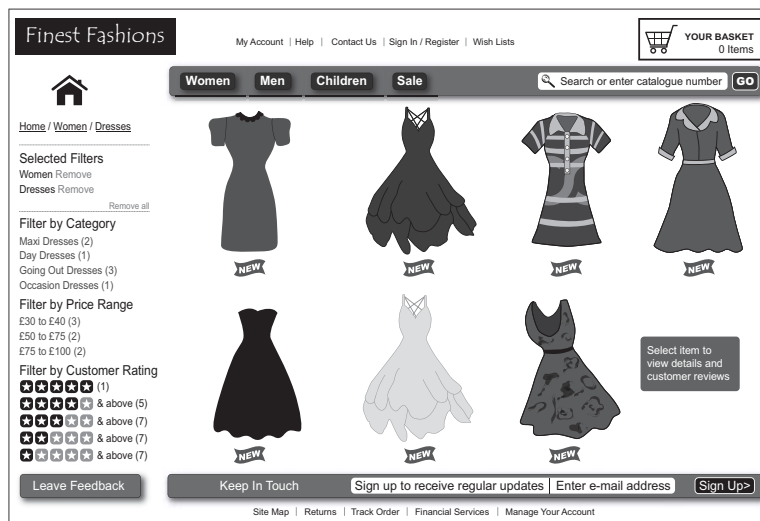 Finest Fashions
My Account | Help | Contact Us | Sign In / Register | Wish Lists
YOUR BASKET
0 Items
Women Men Children Sale
Search or enter catalogue number GO
Home / Women / Dresses
Selected Filters
Women Remove
Dresses Remove
Remove all
Filter by Category
Maxi Dresses (2)
Day Dresses (1)
Going Out Dresses (3)
Occasion Dresses (1)
Filter by Price Range
£30 to £40 (3)
£50 to £75 (2)
£75 to £100 (2)
Filter by Customer Rating
(1)
& above (5)
& above (7)
& above (7)
& above (7)
NEW NEW NEW NEW
Select item to
view details and
customer reviews
NEW NEW NEW
Leave Feedback
Keep In Touch Sign up to receive regular updates Enter e-mail address Sign Up>
Site Map | Returns | Track Order | Financial Services | Manage Your Account